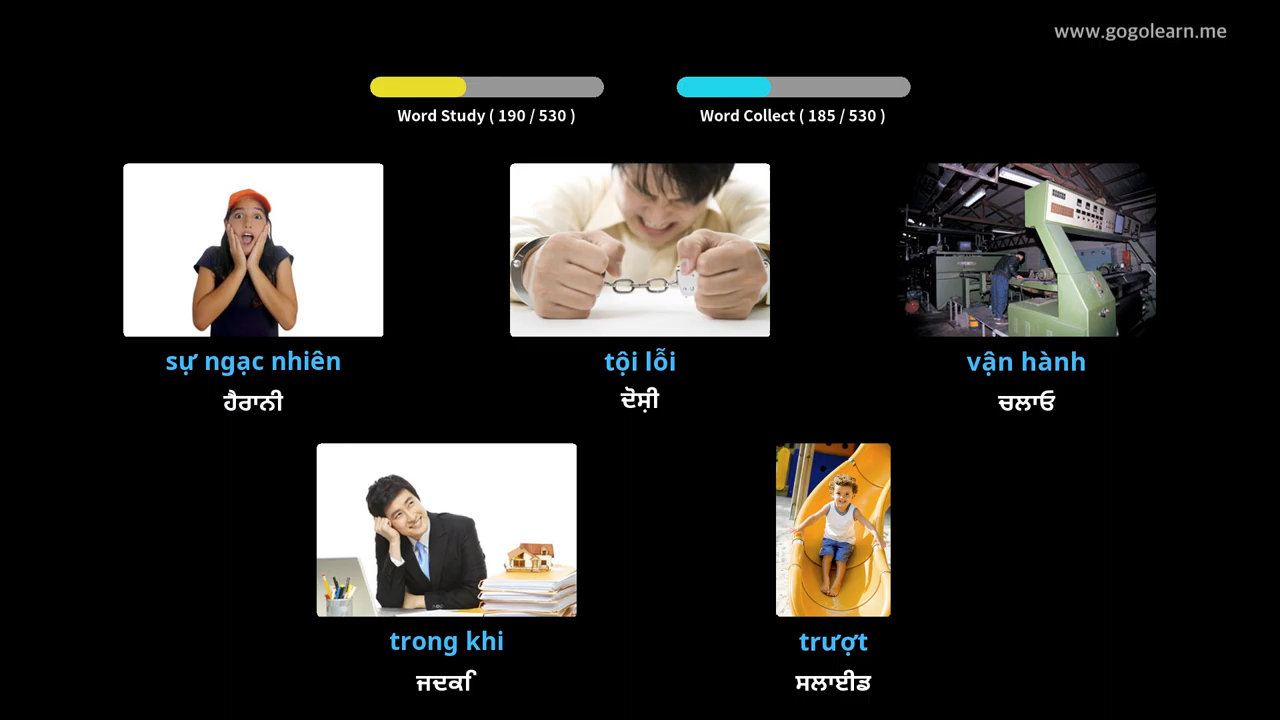 www.gogolearn.me
Word Study ( 190 / 530 )
Word Collect ( 185 / 530 )
sự ngạc nhiên
ਹੈਰਾਨੀ
tội lỗi
ਦੋਸ਼ੀ
vận hành
ਚਲਾਓ
trong khi
ਜਦਕਿ
trượt
ਸਲਾਈਡ